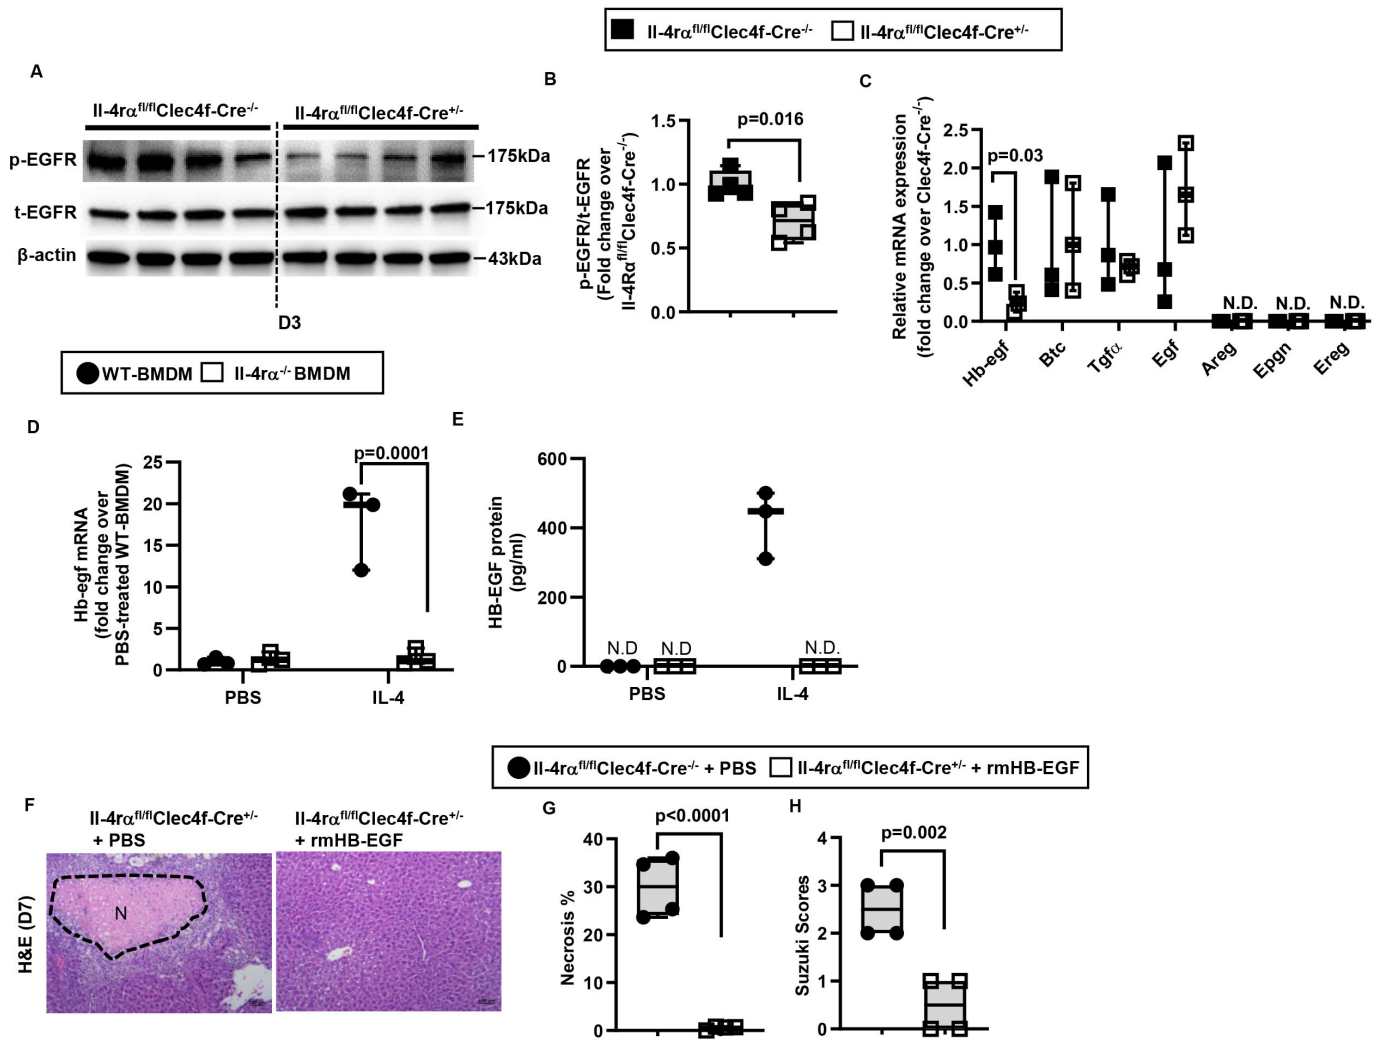 Il-4rα^fl/fl Clec4f-Cre^-/- Il-4rα^fl/fl Clec4f-Cre^+/-
A
Il-4rα^fl/fl Clec4f-Cre^-/- Il-4rα^fl/fl Clec4f-Cre^+/-
p-EGFR 175kDa
t-EGFR 175kDa
β-actin 43kDa
D3
B
p-EGFR/t-EGFR
(Fold change over
Il-4Rα^fl/fl Clec4f-Cre^-/-)
p=0.016
1.5
1.0
0.5
0.0
C
Relative mRNA expression
(fold change over Clec4f-Cre^-/-)
2.5
2.0
1.5
1.0
0.5
0.0
p=0.03
N.D. N.D. N.D.
Hb-egf Btc Tgfα Egf Areg Epgn Ereg
WT-BMDM Il-4rα^-/- BMDM
D
Hb-egf mRNA
(fold change over
PBS-treated WT-BMDM)
p=0.0001
25
20
15
10
5
0
PBS IL-4
E
HB-EGF protein
(pg/ml)
600
400
200
0
N.D N.D N.D.
PBS IL-4
Il-4rα^fl/fl Clec4f-Cre^-/- + PBS Il-4rα^fl/fl Clec4f-Cre^+/- + rmHB-EGF
F
Il-4rα^fl/fl Clec4f-Cre^+/-
+ PBS
Il-4rα^fl/fl Clec4f-Cre^+/-
+ rmHB-EGF
H&E (D7)
N
G
p<0.0001
Necrosis %
40
30
20
10
0
H
p=0.002
Suzuki Scores
4
3
2
1
0